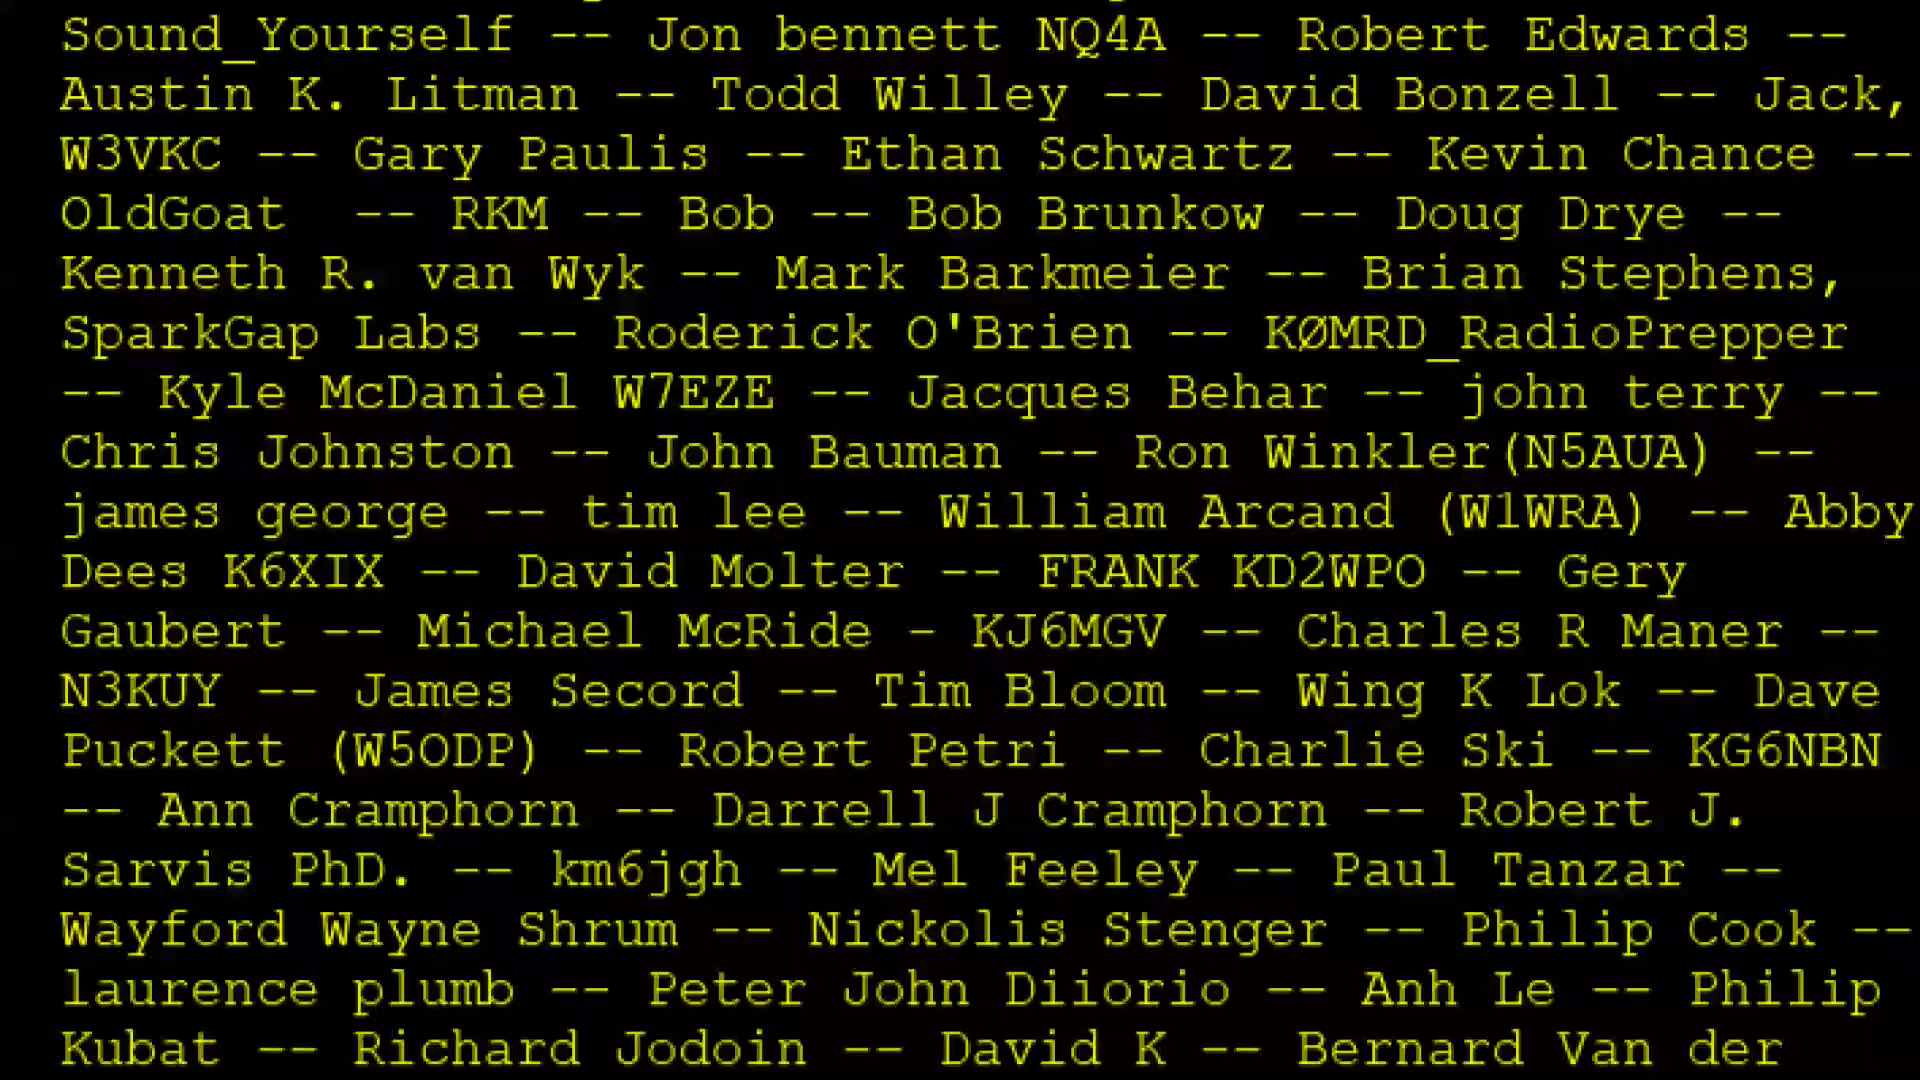 Sound_Yourself -- Jon bennett NQ4A -- Robert Edwards --
Austin K. Litman -- Todd Willey -- David Bonzell -- Jack,
W3VKC -- Gary Paulis -- Ethan Schwartz -- Kevin Chance --
OldGoat  -- RKM -- Bob -- Bob Brunkow -- Doug Drye --
Kenneth R. van Wyk -- Mark Barkmeier -- Brian Stephens,
SparkGap Labs -- Roderick O'Brien -- KØMRD_RadioPrepper
-- Kyle McDaniel W7EZE -- Jacques Behar -- john terry --
Chris Johnston -- John Bauman -- Ron Winkler(N5AUA) --
james george -- tim lee -- William Arcand (W1WRA) -- Abby
Dees K6XIX -- David Molter -- FRANK KD2WPO -- Gery
Gaubert -- Michael McRide - KJ6MGV -- Charles R Maner --
N3KUY -- James Secord -- Tim Bloom -- Wing K Lok -- Dave
Puckett (W5ODP) -- Robert Petri -- Charlie Ski -- KG6NBN
-- Ann Cramphorn -- Darrell J Cramphorn -- Robert J.
Sarvis PhD. -- km6jgh -- Mel Feeley -- Paul Tanzar --
Wayford Wayne Shrum -- Nickolis Stenger -- Philip Cook --
laurence plumb -- Peter John Diiorio -- Anh Le -- Philip
Kubat -- Richard Jodoin -- David K -- Bernard Van der